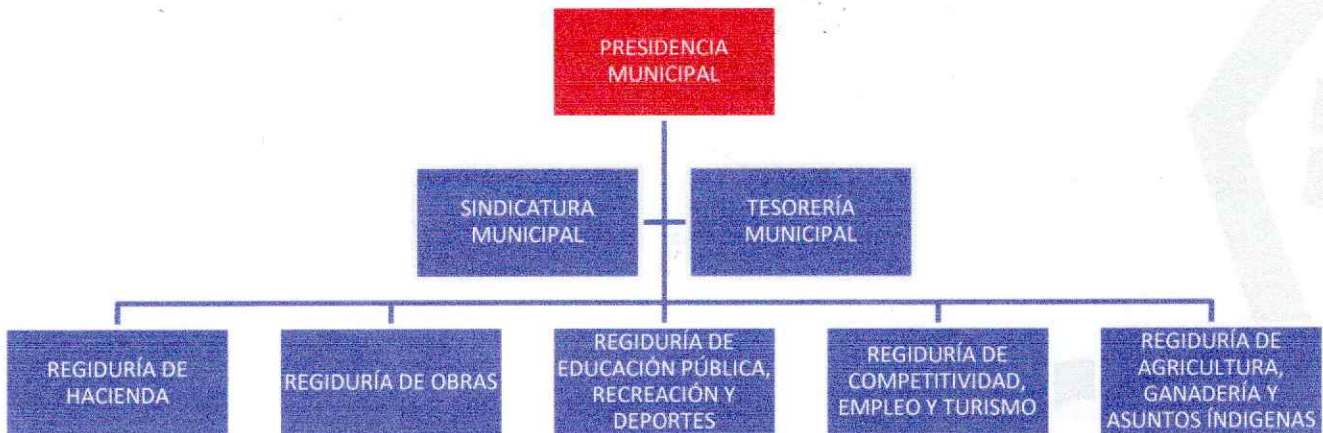 PRESIDENCIA
MUNICIPAL
SINDICATURA
MUNICIPAL
TESORERÍA
MUNICIPAL
REGIDURÍA DE
HACIENDA
REGIDURÍA DE OBRAS
REGIDURÍA DE
EDUCACIÓN PÚBLICA,
RECREACIÓN Y
DEPORTES
REGIDURÍA DE
COMPETITIVIDAD,
EMPLEO Y TURISMO
REGIDURÍA DE
AGRICULTURA,
GANADERÍA Y
ASUNTOS ÍNDIGENAS